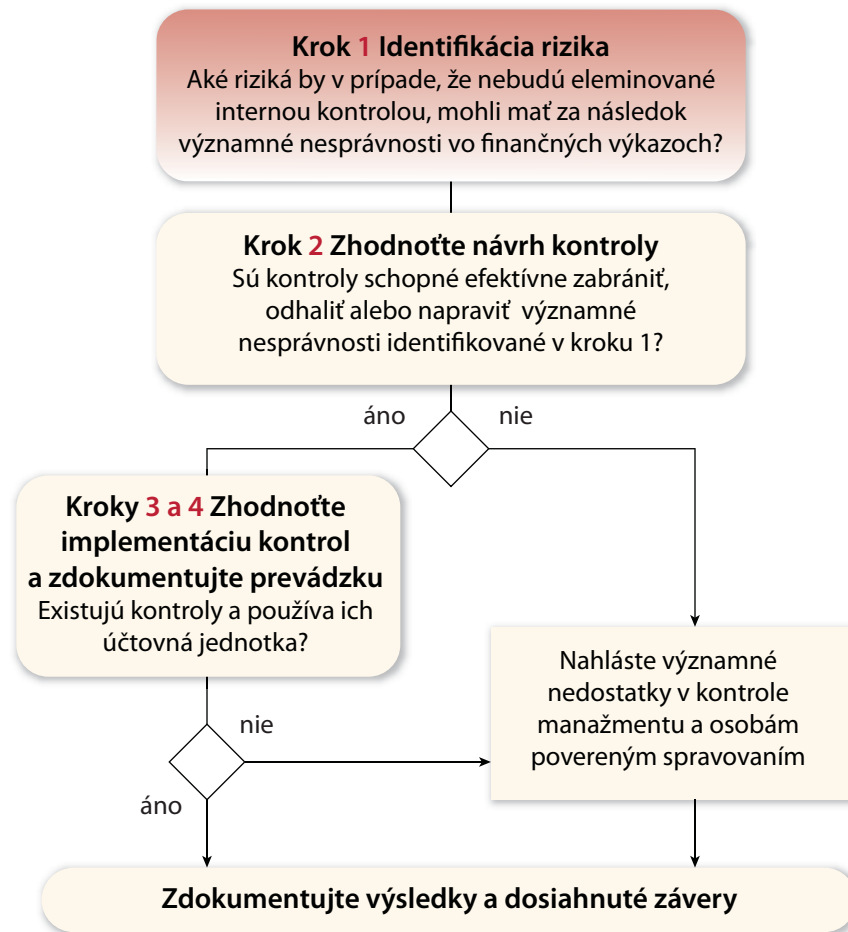 Krok 1 Identifikácia rizika
Aké riziká by v prípade, že nebudú eleminované
internou kontrolou, mohli mať za následok
významné nesprávnosti vo finančných výkazoch?
Krok 2 Zhodnoťte návrh kontroly
Sú kontroly schopné efektívne zabrániť,
odhaliť alebo napraviť významné
nesprávnosti identifikované v kroku 1?
áno
nie
Kroky 3 a 4 Zhodnoťte
implementáciu kontrol
a zdokumentujte prevádzku
Existujú kontroly a používa ich
účtovná jednotka?
Nahláste významné
nedostatky v kontrole
manažmentu a osobám
povereným spravovaním
nie
áno
Zdokumentujte výsledky a dosiahnuté závery